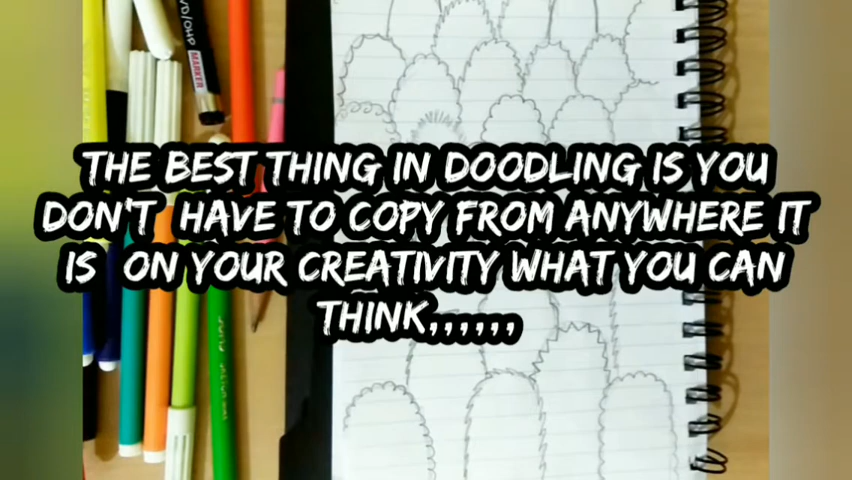 THE BEST THING IN DOODLING IS YOU
DON'T HAVE TO COPY FROM ANYWHERE IT
IS ON YOUR CREATIVITY WHAT YOU CAN
THINK,,,,,,
MARKER